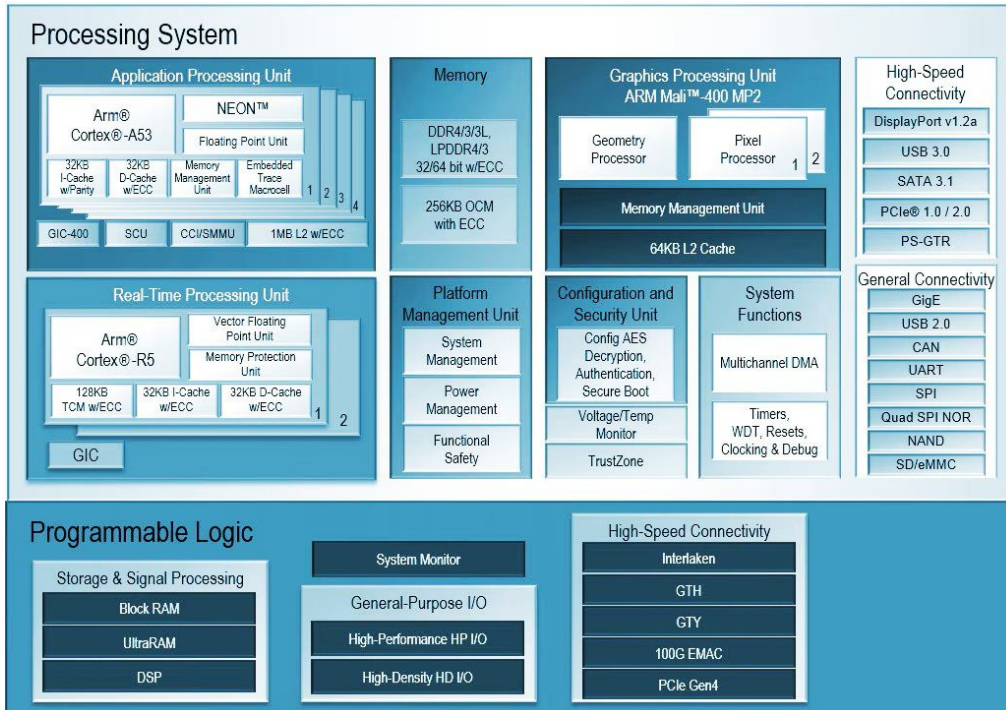 Processing System
Application Processing Unit
Arm®
Cortex®-A53
NEON™
Floating Point Unit
32KB
I-Cache
w/Parity
32KB
D-Cache
w/ECC
Memory
Management
Unit
Embedded
Trace
Macrocell
1
2
3
4
GIC-400
SCU
CCI/SMMU
1MB L2 w/ECC
Memory
DDR4/3/3L,
LPDDR4/3
32/64 bit w/ECC
256KB OCM
with ECC
Graphics Processing Unit
ARM Mali™-400 MP2
Geometry
Processor
Pixel
Processor
1
2
Memory Management Unit
64KB L2 Cache
High-Speed
Connectivity
DisplayPort v1.2a
USB 3.0
SATA 3.1
PCIe® 1.0 / 2.0
PS-GTR
Real-Time Processing Unit
Arm®
Cortex®-R5
Vector Floating
Point Unit
Memory Protection
Unit
128KB
TCM w/ECC
32KB I-Cache
w/ECC
32KB D-Cache
w/ECC
1
2
GIC
Platform
Management Unit
System
Management
Power
Management
Functional
Safety
Configuration and
Security Unit
Config AES
Decryption,
Authentication,
Secure Boot
Voltage/Temp
Monitor
TrustZone
System
Functions
Multichannel DMA
Timers,
WDT, Resets,
Clocking & Debug
General Connectivity
GigE
USB 2.0
CAN
UART
SPI
Quad SPI NOR
NAND
SD/eMMC
Programmable Logic
Storage & Signal Processing
Block RAM
UltraRAM
DSP
System Monitor
General-Purpose I/O
High-Performance HP I/O
High-Density HD I/O
High-Speed Connectivity
Interlaken
GTH
GTY
100G EMAC
PCIe Gen4